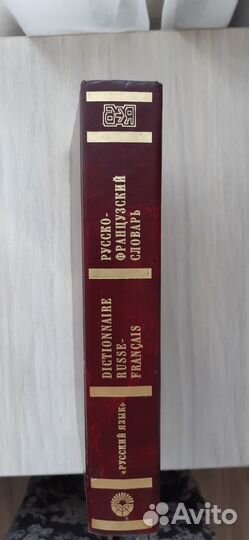 РУССКО-
ФРАНЦУЗСКИЙ
СЛОВАРЬ
DICTIONNAIRE
RUSSE-
FRANÇAIS
«РУССКИЙ ЯЗЫК»
Avito